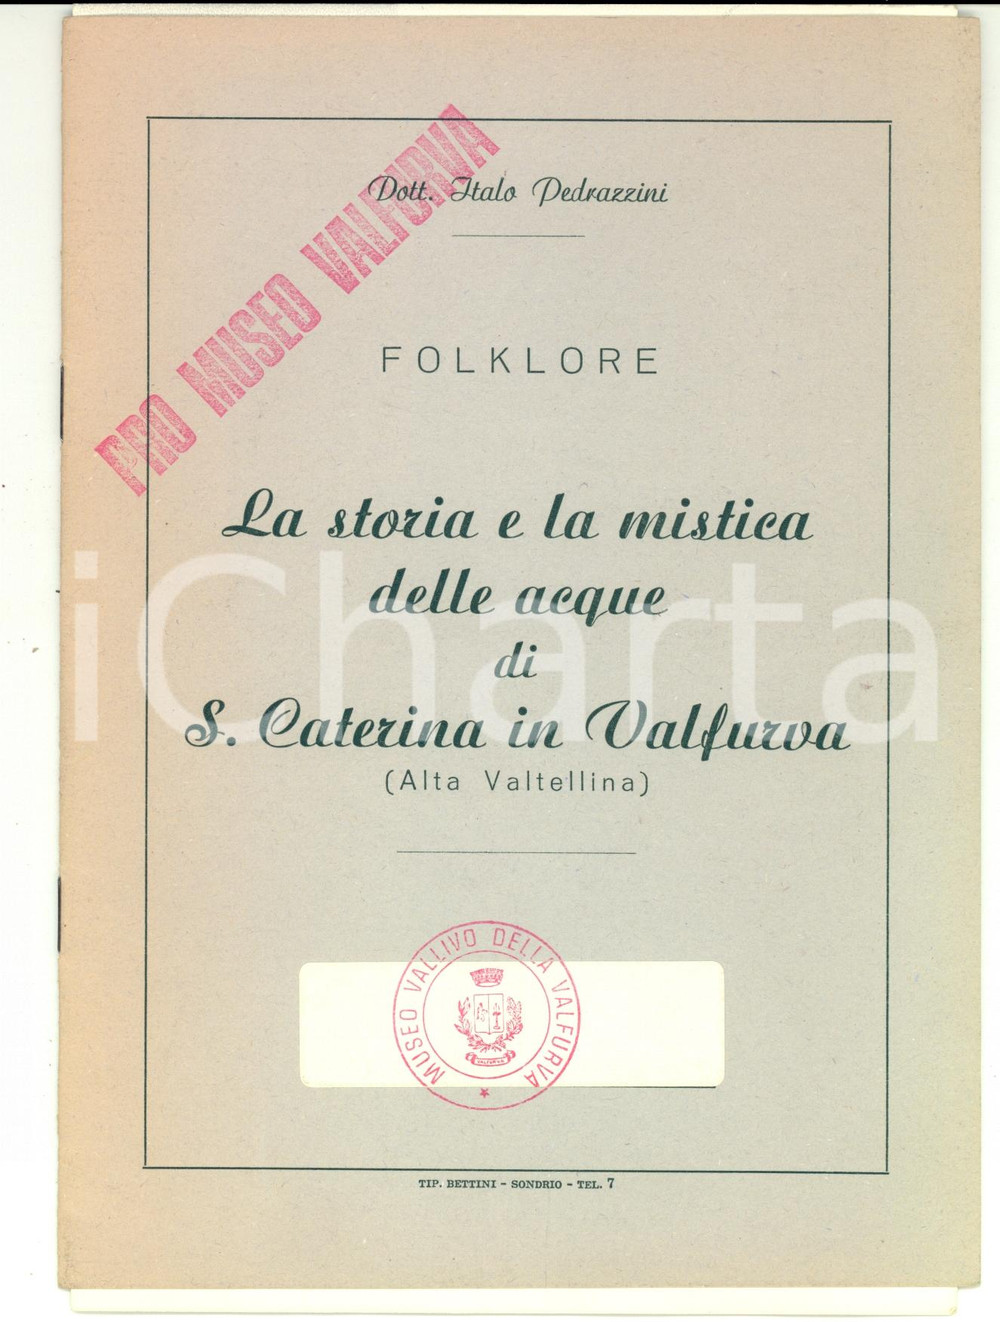 PRO MUSEO VALFURVA
Dott. Italo Pedrazzini
FOLKLORE
La storia e la mistica
delle acque
di
S. Caterina in Valfurva
(Alta Valtellina)
iCharta
MUSEO VALLIVO DELLA VALFURVA
VALFURVA
TIP. BETTINI - SONDRIO - TEL. 7